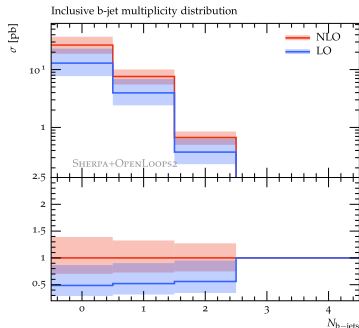 Inclusive b-jet multiplicity distribution
σ [pb]
NLO
LO
10¹
1
Sherpa+OpenLoops2
2.5
2
1.5
1
0.5
0 1 2 3 4
N_b-jets